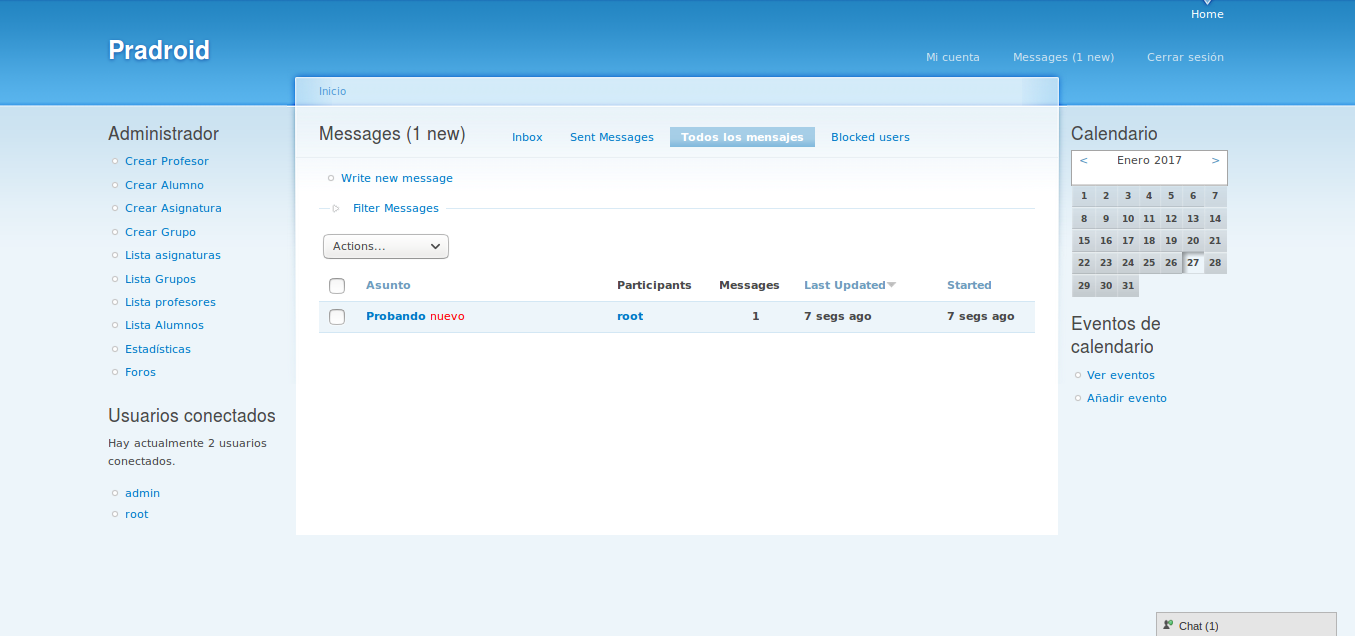 Home
Pradroid
Mi cuenta Messages (1 new) Cerrar sesión
Inicio
Administrador
Crear Profesor
Crear Alumno
Crear Asignatura
Crear Grupo
Lista asignaturas
Lista Grupos
Lista profesores
Lista Alumnos
Estadísticas
Foros
Usuarios conectados
Hay actualmente 2 usuarios
conectados.
admin
root
Messages (1 new) Inbox Sent Messages Todos los mensajes Blocked users
Write new message
Filter Messages
Actions...
Asunto Participants Messages Last Updated Started
Probando nuevo root 1 7 segs ago 7 segs ago
Calendario
< Enero 2017 >
1 2 3 4 5 6 7
8 9 10 11 12 13 14
15 16 17 18 19 20 21
22 23 24 25 26 27 28
29 30 31
Eventos de
calendario
Ver eventos
Añadir evento
Chat (1)